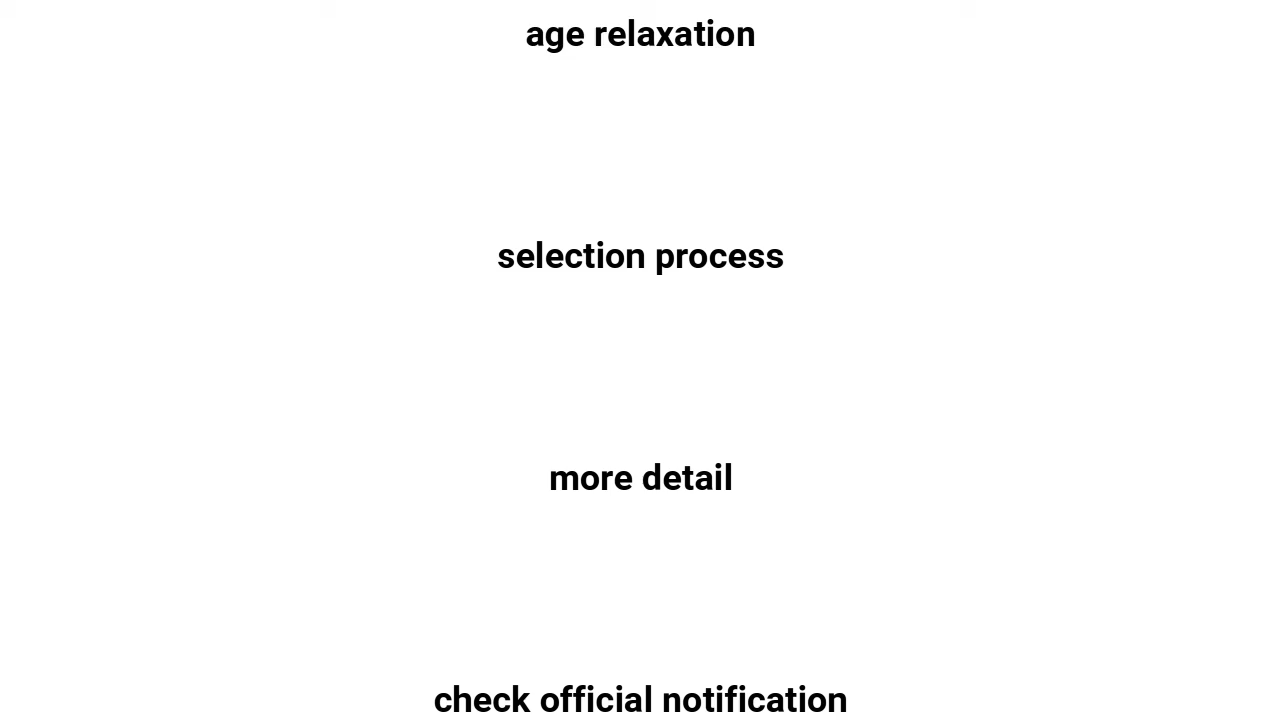 age relaxation
selection process
more detail
check official notification